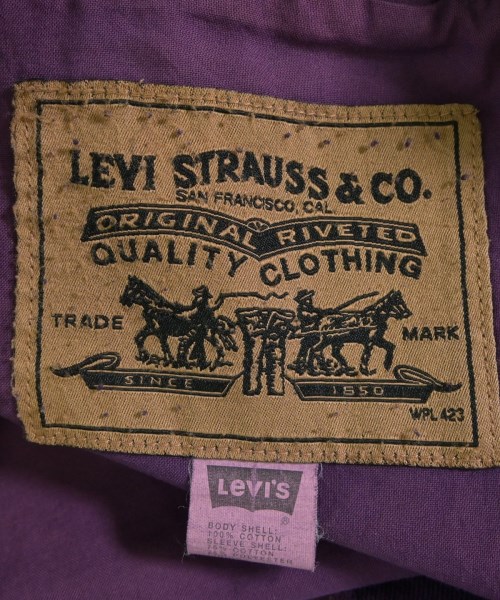 LEVI STRAUSS & CO.
SAN FRANCISCO, CAL
ORIGINAL RIVETED
QUALITY CLOTHING
TRADE MARK
SINCE 1850
WPL 423
Levi's
®
BODY SHELL:
100% COTTON
SLEEVE SHELL:
COTTON